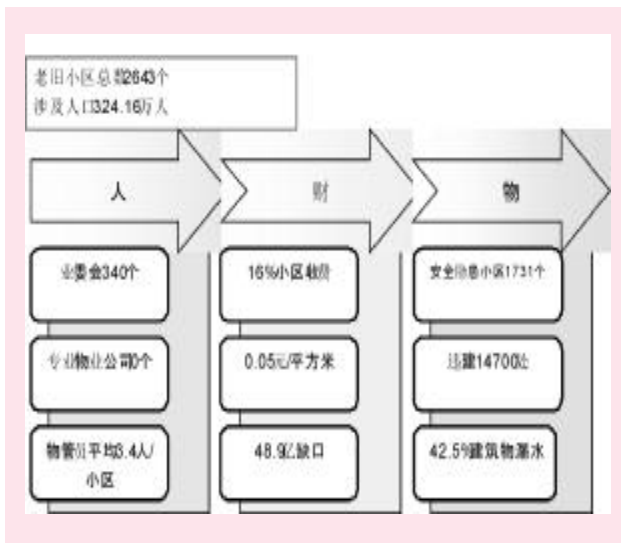 老旧小区总数2643个
涉及人口324.16万人
人
财
物
业委会340个
专业物业公司0个
物管员平均3.4人/
小区
16%小区收费
0.05元/平方米
48.9亿缺口
安全隐患小区1731个
违建14700处
42.5%建筑物漏水